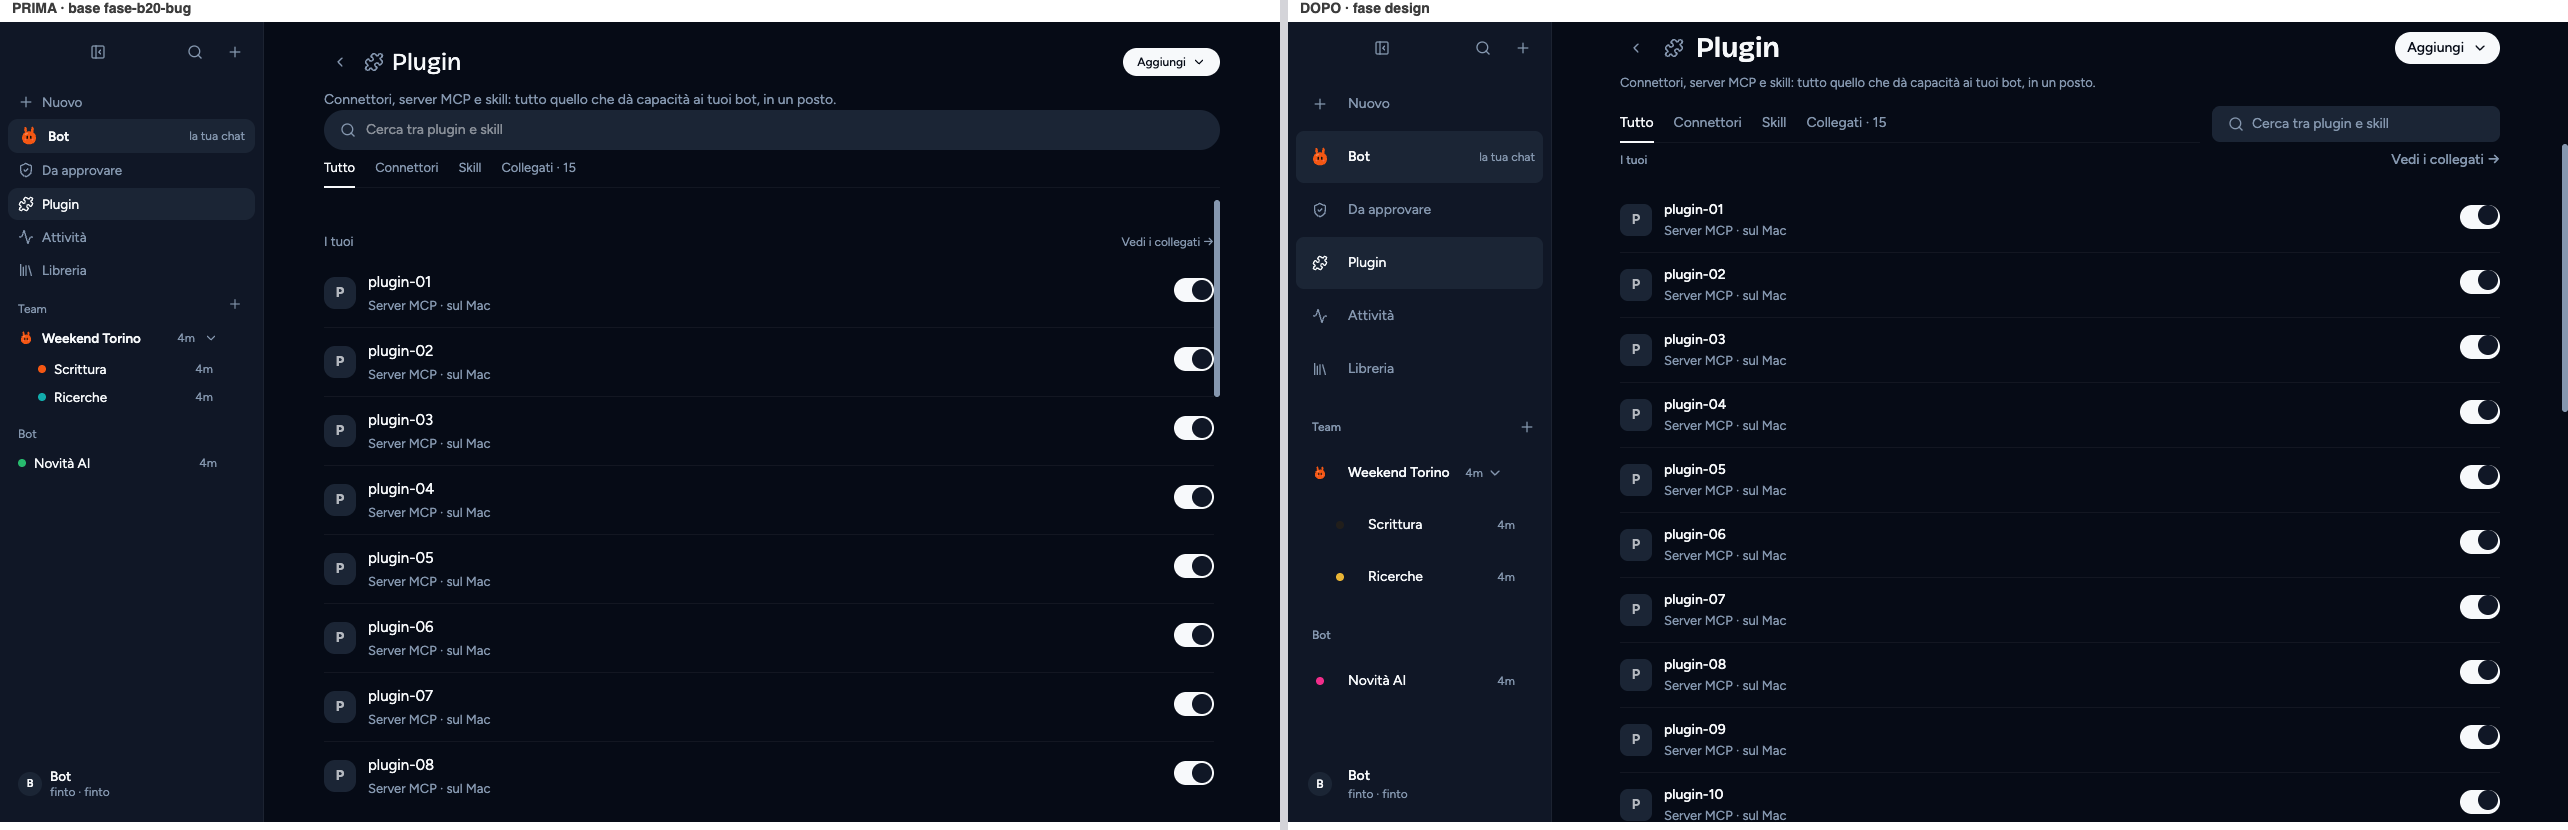 PRIMA · base fase-b20-bug
Nuovo
Bot la tua chat
Da approvare
Plugin
Attività
Libreria
Team
Weekend Torino 4m
Scrittura 4m
Ricerche 4m
Bot
Novità AI 4m
B Bot
finto · finto
Plugin
Aggiungi
Connettori, server MCP e skill: tutto quello che dà capacità ai tuoi bot, in un posto.
Cerca tra plugin e skill
Tutto Connettori Skill Collegati · 15
I tuoi Vedi i collegati →
P plugin-01
Server MCP · sul Mac
P plugin-02
Server MCP · sul Mac
P plugin-03
Server MCP · sul Mac
P plugin-04
Server MCP · sul Mac
P plugin-05
Server MCP · sul Mac
P plugin-06
Server MCP · sul Mac
P plugin-07
Server MCP · sul Mac
P plugin-08
Server MCP · sul Mac
DOPO · fase design
Nuovo
Bot la tua chat
Da approvare
Plugin
Attività
Libreria
Team
Weekend Torino 4m
Scrittura 4m
Ricerche 4m
Bot
Novità AI 4m
B Bot
finto · finto
Plugin
Aggiungi
Connettori, server MCP e skill: tutto quello che dà capacità ai tuoi bot, in un posto.
Tutto Connettori Skill Collegati · 15
Cerca tra plugin e skill
I tuoi Vedi i collegati →
P plugin-01
Server MCP · sul Mac
P plugin-02
Server MCP · sul Mac
P plugin-03
Server MCP · sul Mac
P plugin-04
Server MCP · sul Mac
P plugin-05
Server MCP · sul Mac
P plugin-06
Server MCP · sul Mac
P plugin-07
Server MCP · sul Mac
P plugin-08
Server MCP · sul Mac
P plugin-09
Server MCP · sul Mac
P plugin-10
Server MCP · sul Mac